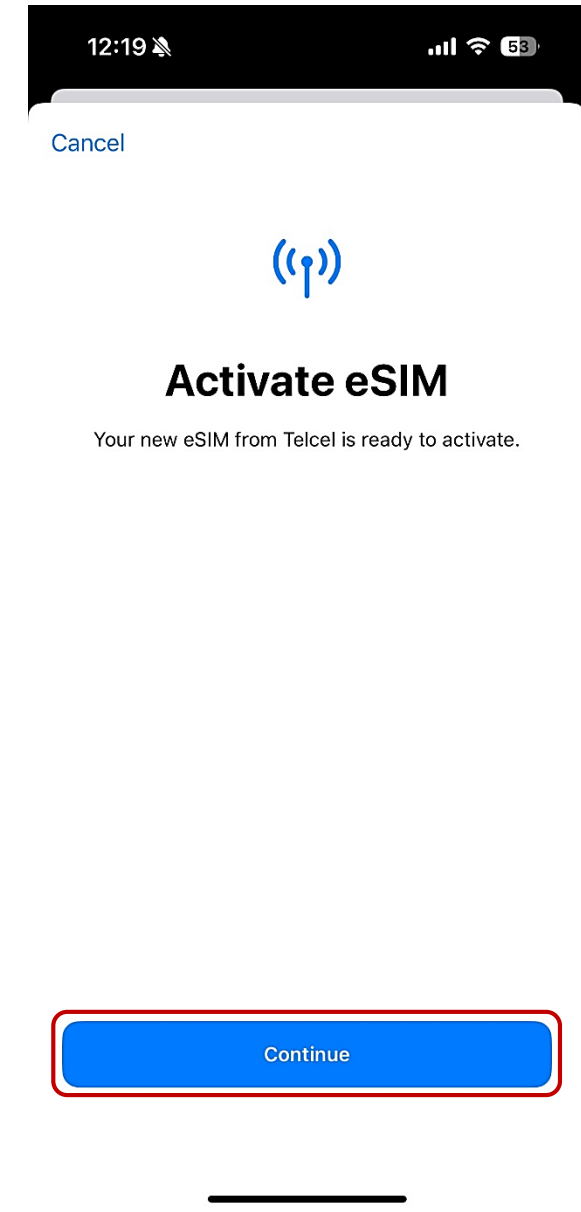 12:19
53
Cancel
Activate eSIM
Your new eSIM from Telcel is ready to activate.
Continue